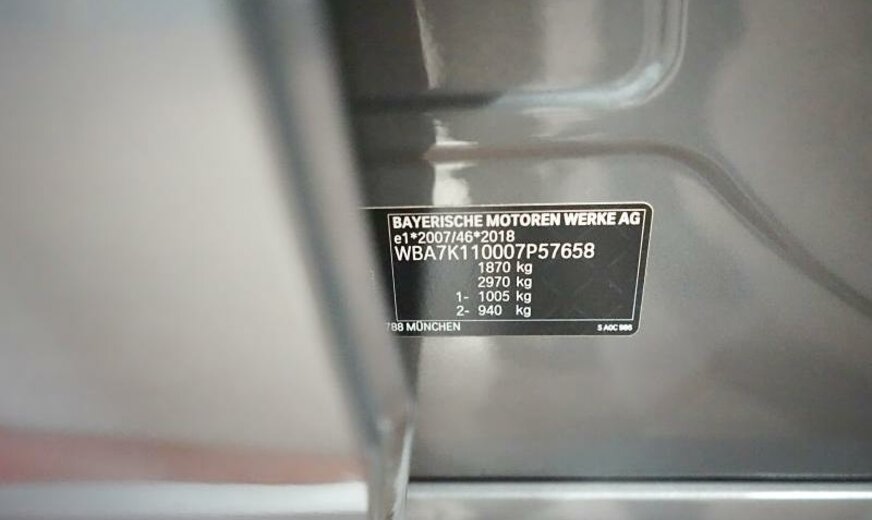 BAYERISCHE MOTOREN WERKE AG
e1*2007/46*2018
WBA7K110007P57658
1870 kg
2970 kg
1- 1005 kg
2- 940 kg
788 MÜNCHEN